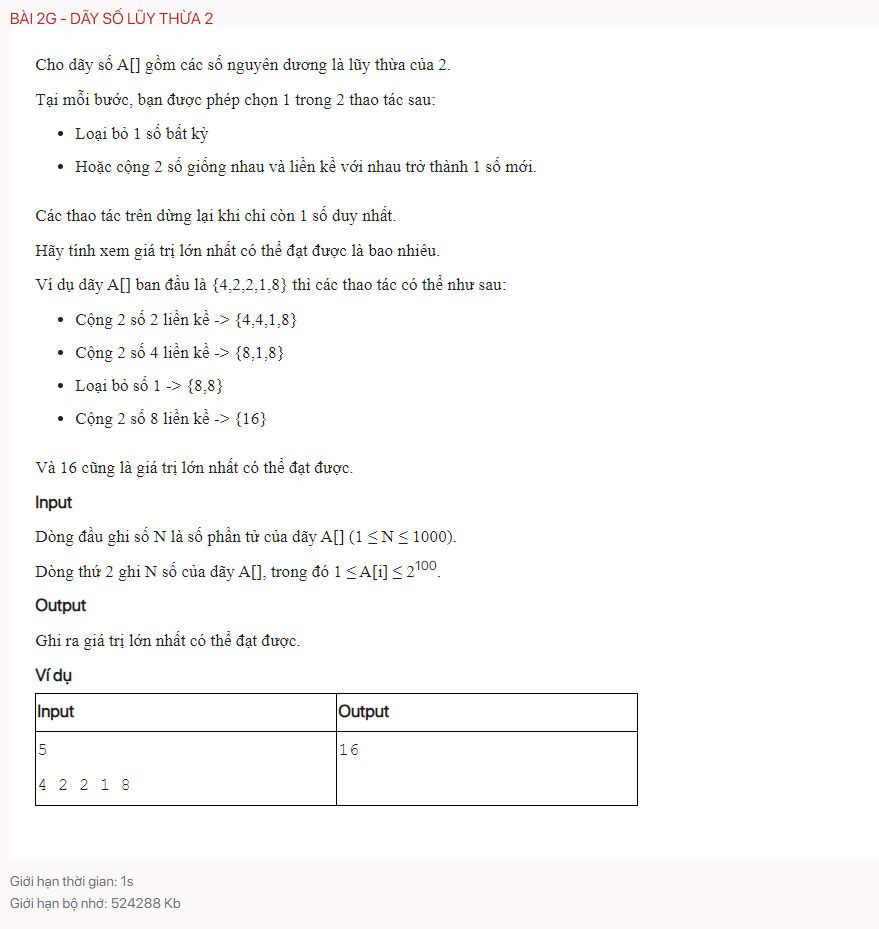 BÀI 2G - DÃY SỐ LŨY THỪA 2
Cho dãy số A[] gồm các số nguyên dương là lũy thừa của 2.
Tại mỗi bước, bạn được phép chọn 1 trong 2 thao tác sau:
• Loại bỏ 1 số bất kỳ
• Hoặc cộng 2 số giống nhau và liền kề với nhau trở thành 1 số mới.
Các thao tác trên dừng lại khi chỉ còn 1 số duy nhất.
Hãy tính xem giá trị lớn nhất có thể đạt được là bao nhiêu.
Ví dụ dãy A[] ban đầu là {4,2,2,1,8} thì các thao tác có thể như sau:
• Cộng 2 số 2 liền kề -> {4,4,1,8}
• Cộng 2 số 4 liền kề -> {8,1,8}
• Loại bỏ số 1 -> {8,8}
• Cộng 2 số 8 liền kề -> {16}
Và 16 cũng là giá trị lớn nhất có thể đạt được.
Input
Dòng đầu ghi số N là số phần tử của dãy A[] (1 ≤ N ≤ 1000).
Dòng thứ 2 ghi N số của dãy A[], trong đó 1 ≤ A[i] ≤ 2^100.
Output
Ghi ra giá trị lớn nhất có thể đạt được.
Ví dụ
Input Output
5 16
4 2 2 1 8
Giới hạn thời gian: 1s
Giới hạn bộ nhớ: 524288 Kb